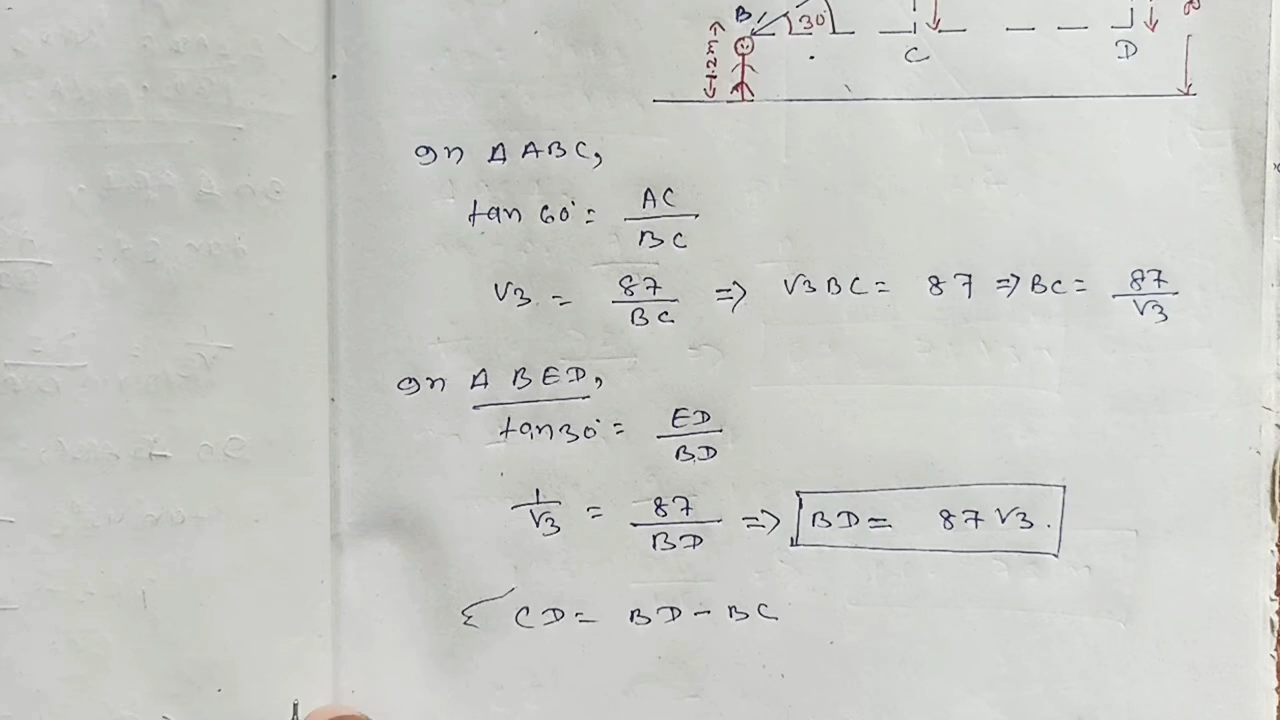 B
30°
1.2m
C
D
In Δ ABC,
tan 60° = AC/BC
√3 = 87/BC ⇒ √3 BC = 87 ⇒ BC = 87/√3
In Δ BED,
tan 30° = ED/BD
1/√3 = 87/BD ⇒ BD = 87√3.
CD = BD - BC